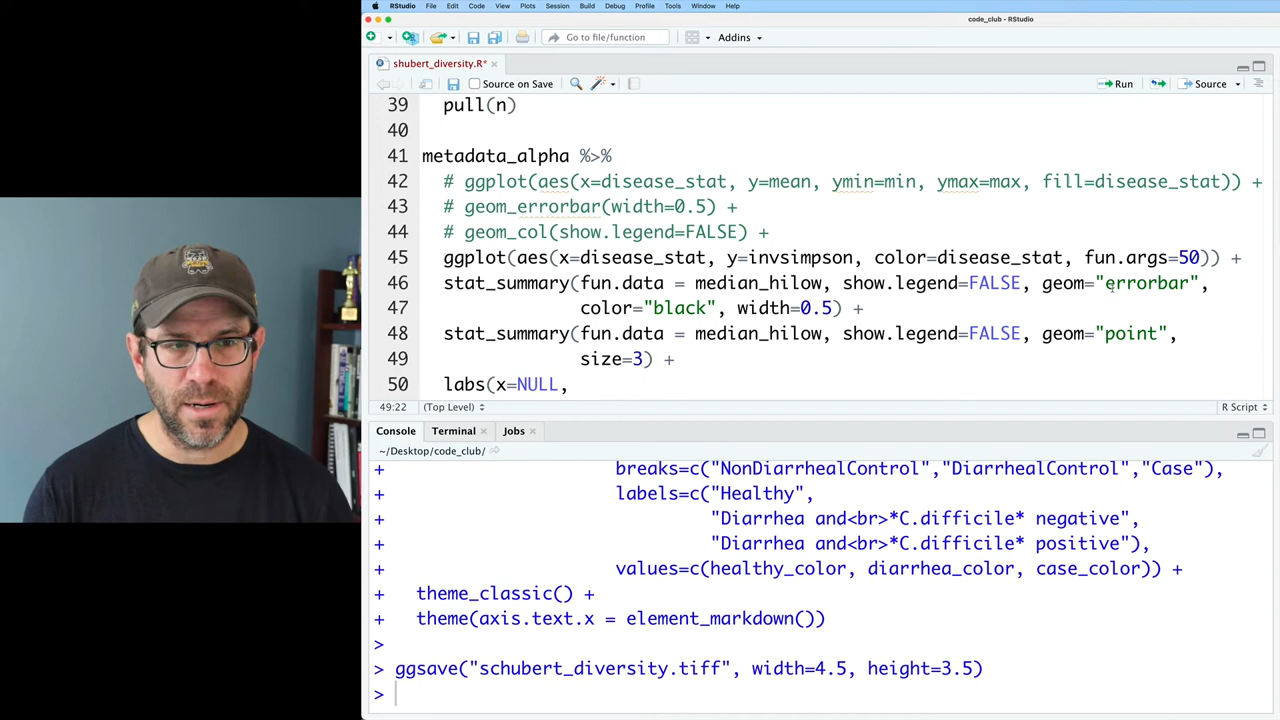 RStudio File Edit Code View Plots Session Build Debug Profile Tools Window Help
code_club - RStudio
Go to file/function Addins
shubert_diversity.R*
Source on Save Run Source
39 pull(n)
40
41 metadata_alpha %>%
42 # ggplot(aes(x=disease_stat, y=mean, ymin=min, ymax=max, fill=disease_stat)) +
43 # geom_errorbar(width=0.5) +
44 # geom_col(show.legend=FALSE) +
45 ggplot(aes(x=disease_stat, y=invsimpson, color=disease_stat, fun.args=50)) +
46 stat_summary(fun.data = median_hilow, show.legend=FALSE, geom="errorbar",
47 color="black", width=0.5) +
48 stat_summary(fun.data = median_hilow, show.legend=FALSE, geom="point",
49 size=3) +
50 labs(x=NULL,
49:22 (Top Level) R Script
Console Terminal Jobs
~/Desktop/code_club/
+ breaks=c("NonDiarrhealControl","DiarrhealControl","Case"),
+ labels=c("Healthy",
+ "Diarrhea and<br>*C.difficile* negative",
+ "Diarrhea and<br>*C.difficile* positive"),
+ values=c(healthy_color, diarrhea_color, case_color)) +
+ theme_classic() +
+ theme(axis.text.x = element_markdown())
>
> ggsave("schubert_diversity.tiff", width=4.5, height=3.5)
>